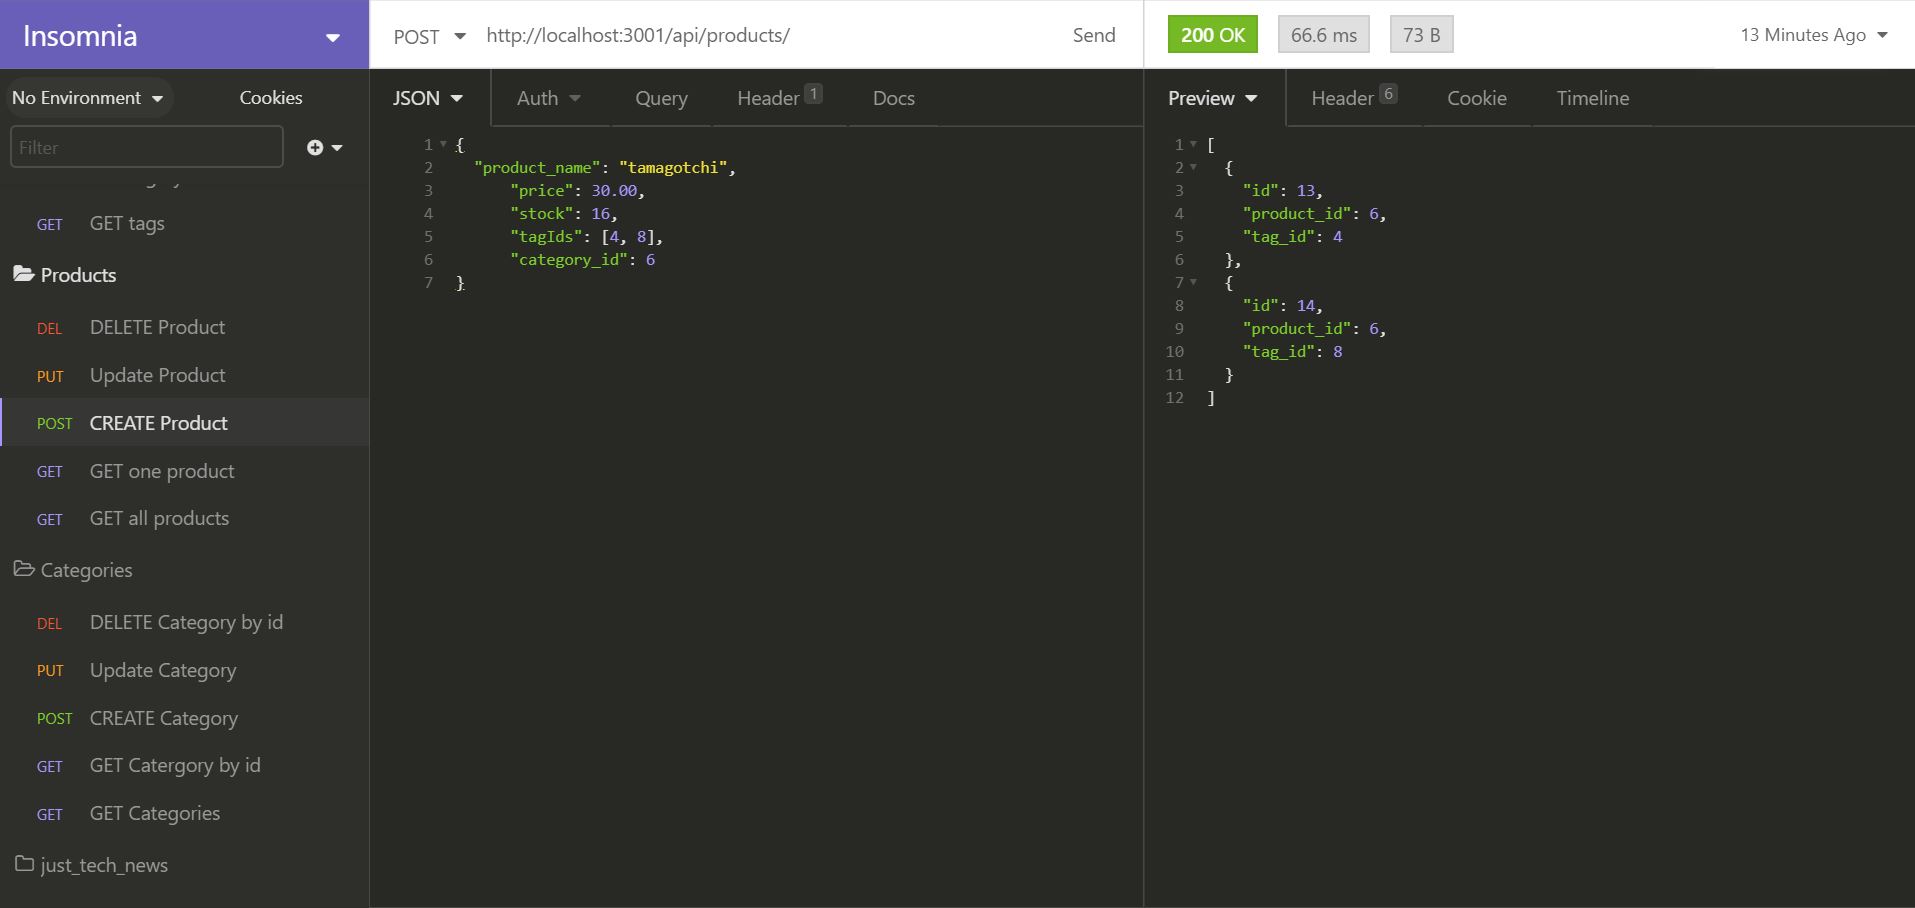 Insomnia
No Environment
Cookies
Filter
GET GET tags
Products
DEL DELETE Product
PUT Update Product
POST CREATE Product
GET GET one product
GET GET all products
Categories
DEL DELETE Category by id
PUT Update Category
POST CREATE Category
GET GET Catergory by id
GET GET Categories
just_tech_news
POST http://localhost:3001/api/products/ Send
JSON Auth Query Header 1 Docs
1 {
2 "product_name": "tamagotchi",
3 "price": 30.00,
4 "stock": 16,
5 "tagIds": [4, 8],
6 "category_id": 6
7 }
200 OK 66.6 ms 73 B 13 Minutes Ago
Preview Header 6 Cookie Timeline
1 [
2 {
3 "id": 13,
4 "product_id": 6,
5 "tag_id": 4
6 },
7 {
8 "id": 14,
9 "product_id": 6,
10 "tag_id": 8
11 }
12 ]